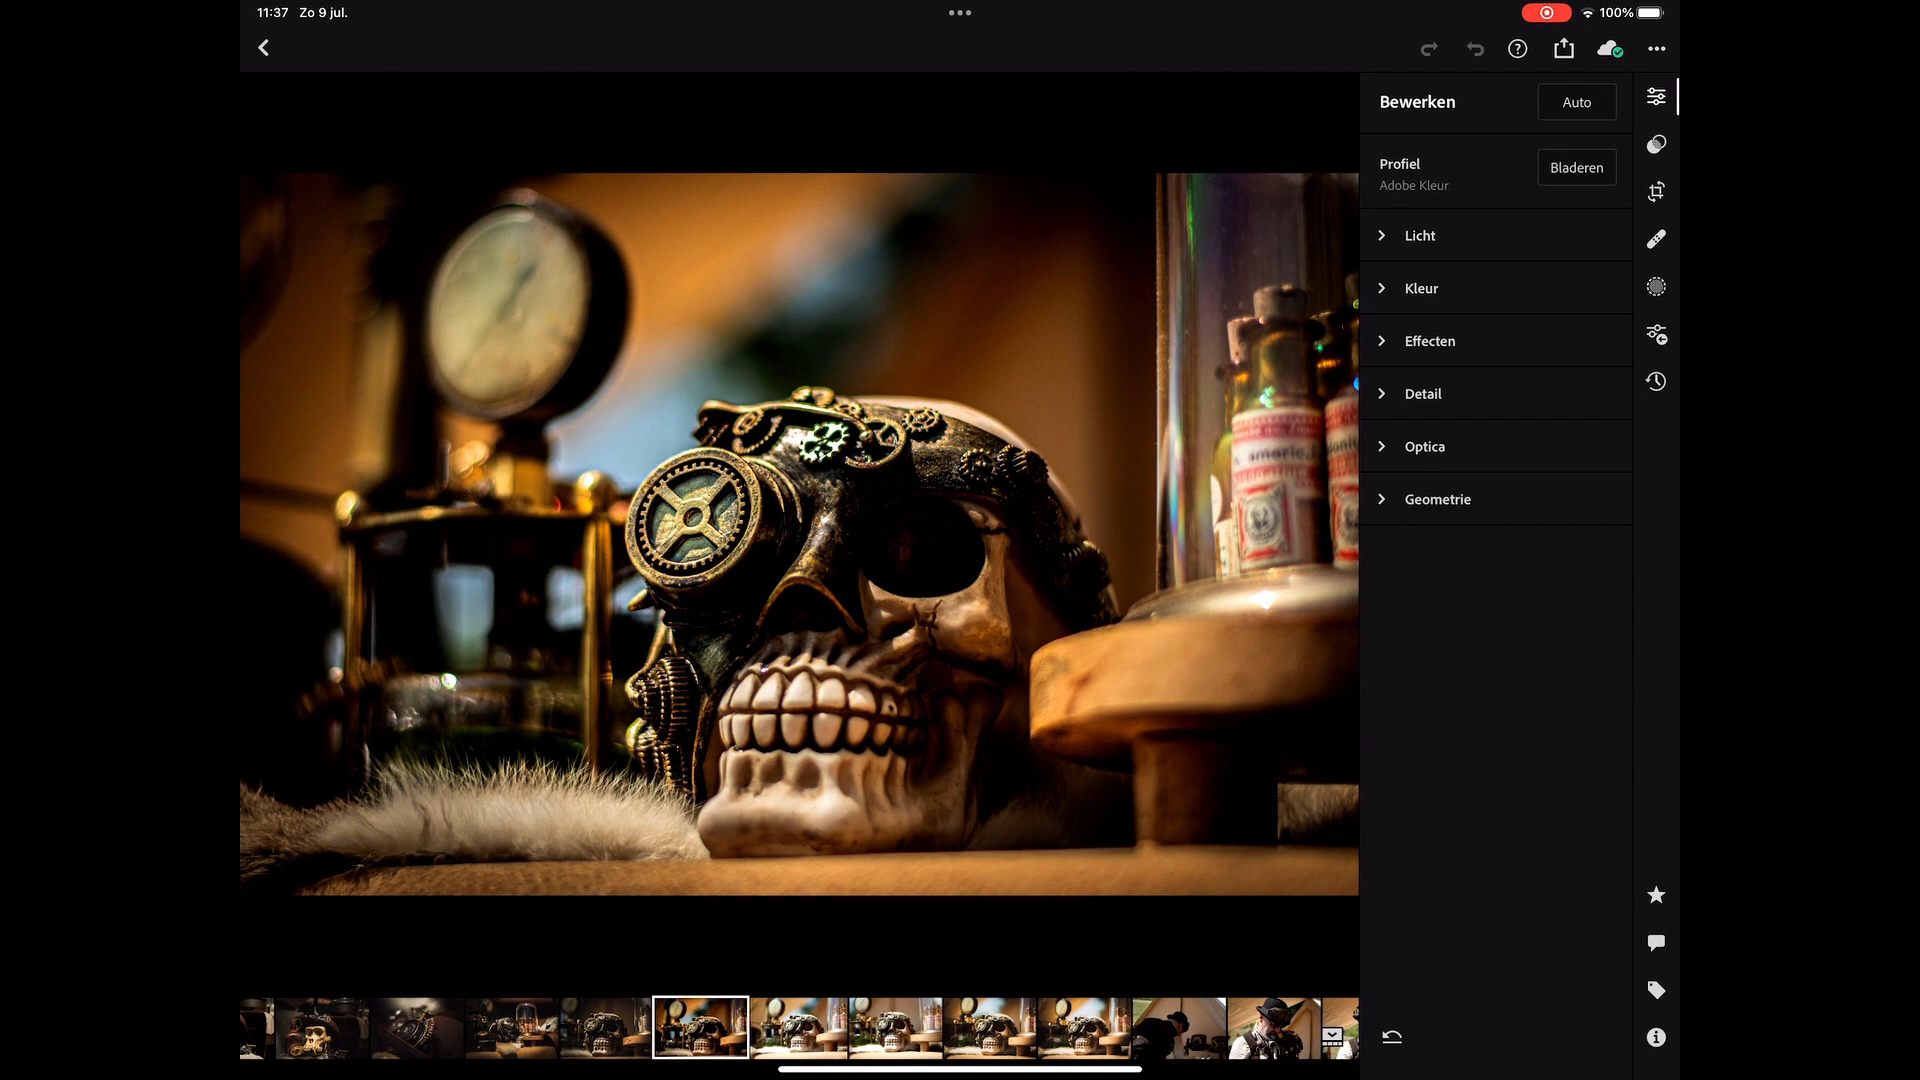 11:37 Zo 9 jul.
100%
Bewerken
Auto
Profiel
Adobe Kleur
Bladeren
Licht
Kleur
Effecten
Detail
Optica
Geometrie